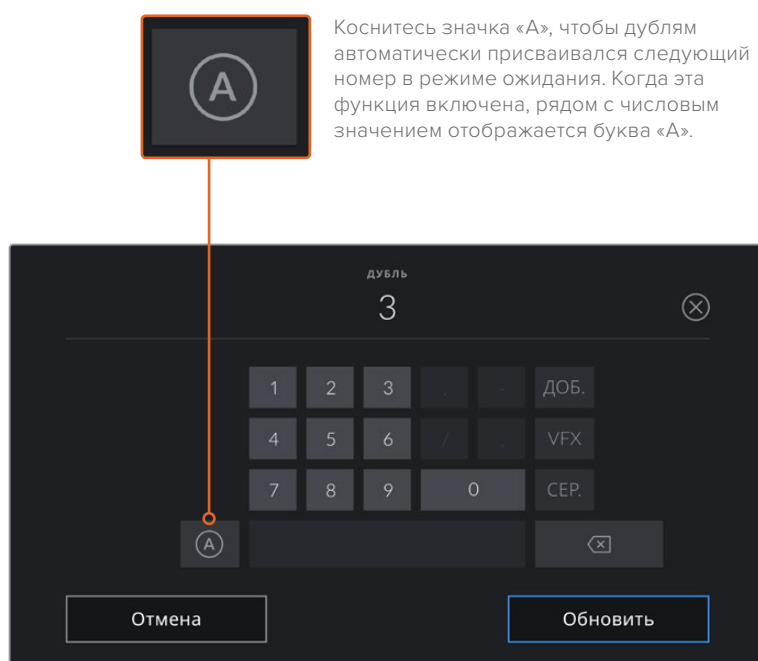 A
Коснитесь значка «А», чтобы дублям
автоматически присваивался следующий
номер в режиме ожидания. Когда эта
функция включена, рядом с числовым
значением отображается буква «А».
ДУБЛЬ
3
1 2 3 . - ДОБ.
4 5 6 / , VFX
7 8 9 0 СЕР.
A
Отмена Обновить